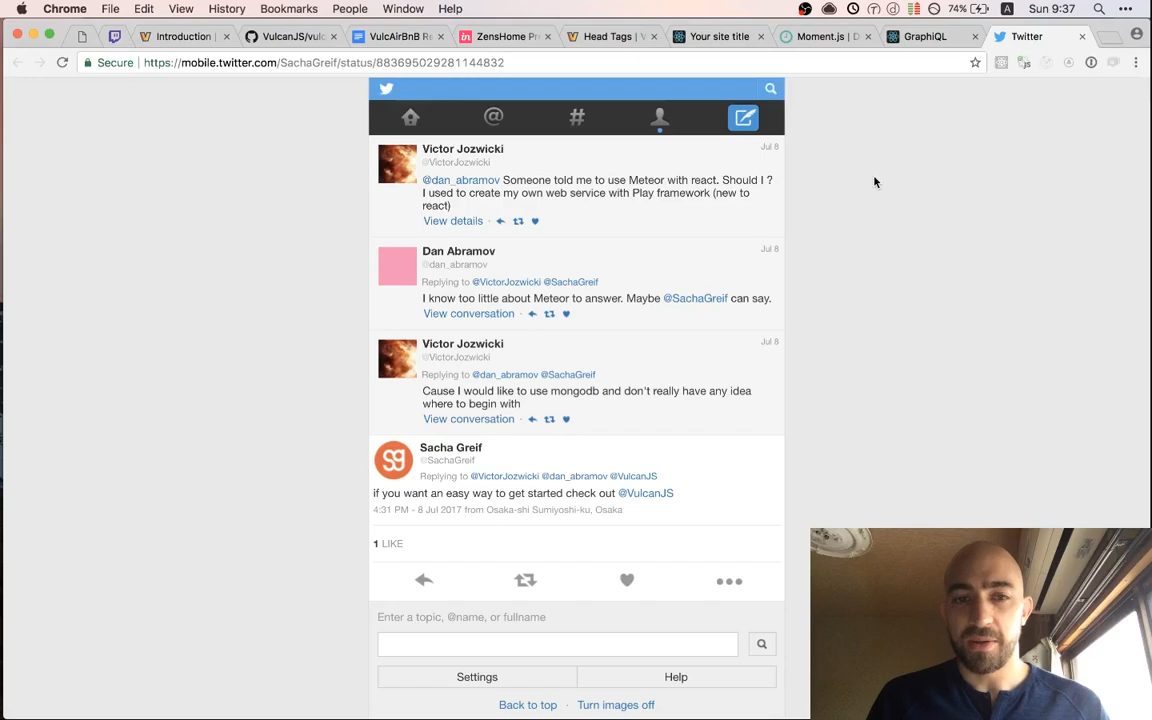 Chrome File Edit View History Bookmarks People Window Help 74% A Sun 9:37
Introduction | VulcanJS/vulc VulcAirBnB Re ZensHome Pr Head Tags | V Your site title Moment.js | D GraphiQL Twitter
Secure https://mobile.twitter.com/SachaGreif/status/883695029281144832
@ #
Victor Jozwicki Jul 8
@VictorJozwicki
@dan_abramov Someone told me to use Meteor with react. Should I ?
I used to create my own web service with Play framework (new to
react)
View details
Dan Abramov Jul 8
@dan_abramov
Replying to @VictorJozwicki @SachaGreif
I know too little about Meteor to answer. Maybe @SachaGreif can say.
View conversation
Victor Jozwicki Jul 8
@VictorJozwicki
Replying to @dan_abramov @SachaGreif
Cause I would like to use mongodb and don't really have any idea
where to begin with
View conversation
sg
Sacha Greif
@SachaGreif
Replying to @VictorJozwicki @dan_abramov @VulcanJS
if you want an easy way to get started check out @VulcanJS
4:31 PM - 8 Jul 2017 from Osaka-shi Sumiyoshi-ku, Osaka
1 LIKE
Enter a topic, @name, or fullname
Settings Help
Back to top · Turn images off